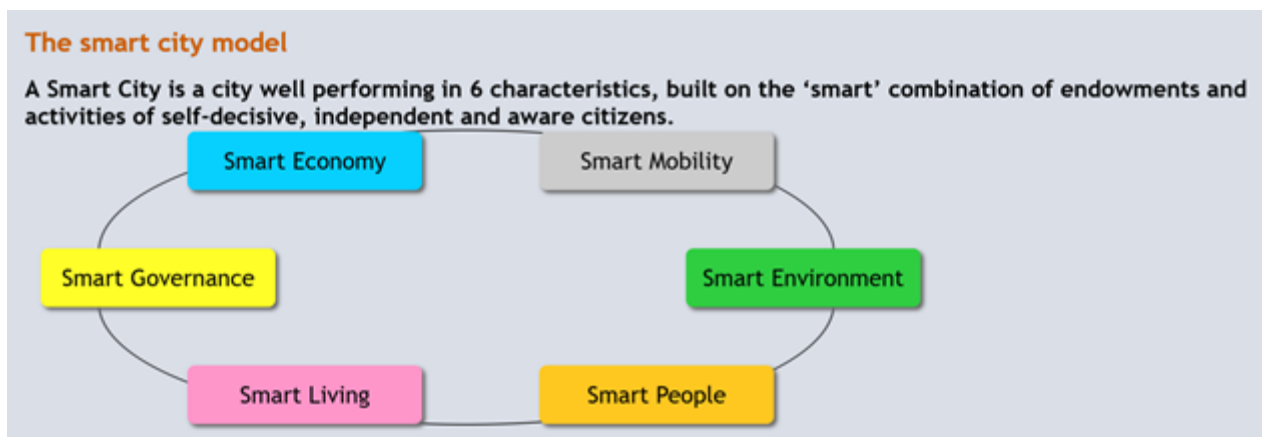 The smart city model
A Smart City is a city well performing in 6 characteristics, built on the ‘smart’ combination of endowments and
activities of self-decisive, independent and aware citizens.
Smart Economy
Smart Mobility
Smart Governance
Smart Environment
Smart Living
Smart People